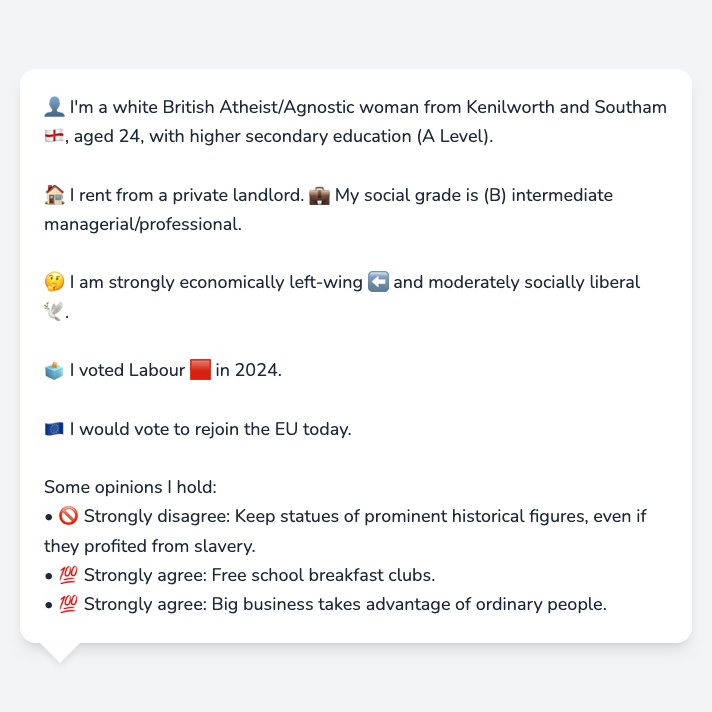 👤 I'm a white British Atheist/Agnostic woman from Kenilworth and Southam
🏴󠁧󠁢󠁥󠁮󠁧󠁿, aged 24, with higher secondary education (A Level).
🏠 I rent from a private landlord. 💼 My social grade is (B) intermediate
managerial/professional.
🤔 I am strongly economically left-wing ⬅️ and moderately socially liberal
🕊️.
🗳️ I voted Labour 🟥 in 2024.
🇪🇺 I would vote to rejoin the EU today.
Some opinions I hold:
• 🚫 Strongly disagree: Keep statues of prominent historical figures, even if
they profited from slavery.
• 💯 Strongly agree: Free school breakfast clubs.
• 💯 Strongly agree: Big business takes advantage of ordinary people.